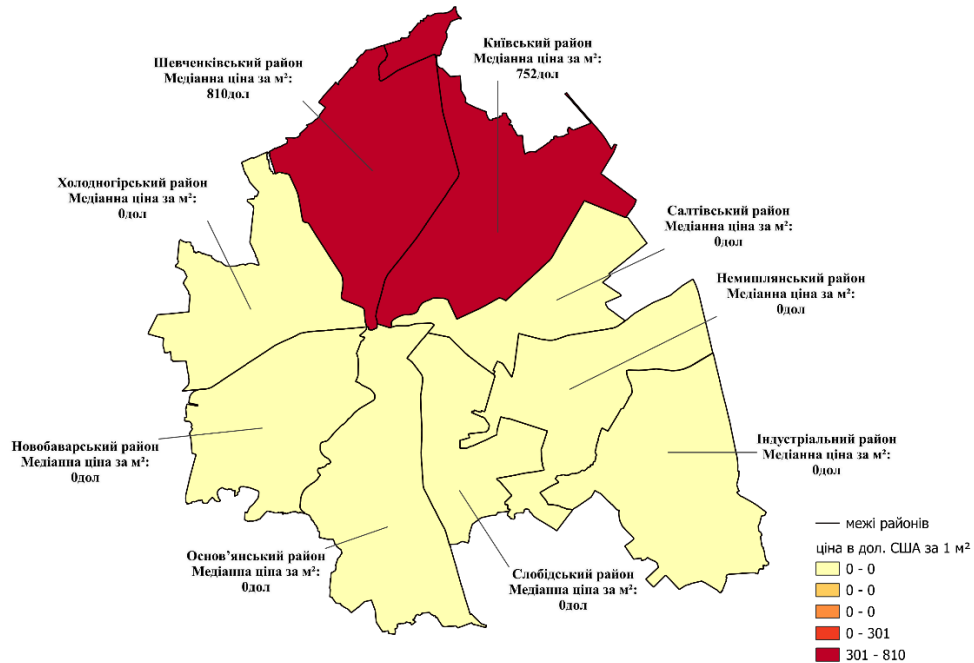 Шевченківський район
Медіанна ціна за м²:
810дол
Київський район
Медіанна ціна за м²:
752дол
Холодногірський район
Медіанна ціна за м²:
0дол
Салтівський район
Медіанна ціна за м²:
0дол
Немишлянський район
Медіанна ціна за м²:
0дол
Новобаварський район
Медіанна ціна за м²:
0дол
Індустріальний район
Медіанна ціна за м²:
0дол
Основ’янський район
Медіанна ціна за м²:
0дол
Слобідський район
Медіанна ціна за м²:
0дол
межі районів
ціна в дол. США за 1 м²
0 - 0
0 - 0
0 - 0
0 - 301
301 - 810